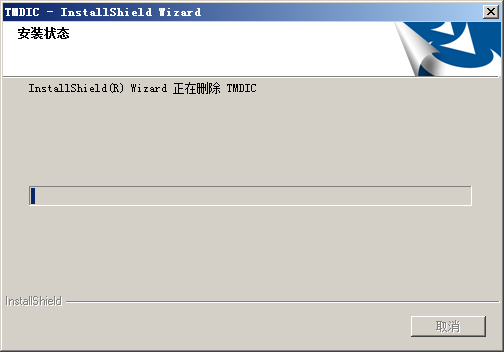 TMDIC - InstallShield Wizard
安装状态
InstallShield(R) Wizard 正在删除 TMDIC
InstallShield
取消